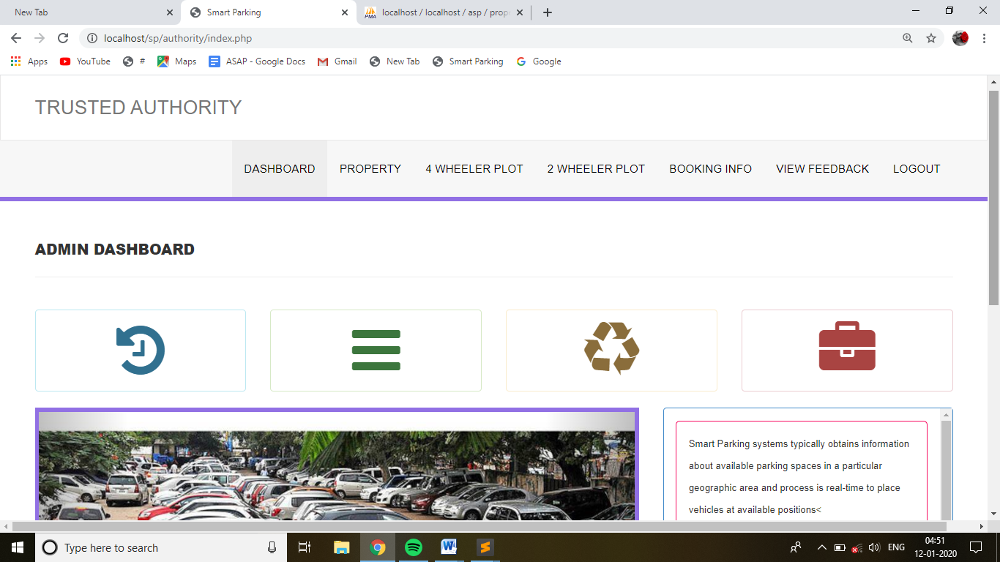 New Tab
Smart Parking
localhost / localhost / asp / prop
localhost/sp/authority/index.php
Apps
YouTube
#
Maps
ASAP - Google Docs
Gmail
New Tab
Smart Parking
Google
TRUSTED AUTHORITY
DASHBOARD
PROPERTY
4 WHEELER PLOT
2 WHEELER PLOT
BOOKING INFO
VIEW FEEDBACK
LOGOUT
ADMIN DASHBOARD
Smart Parking systems typically obtains information
about available parking spaces in a particular
geographic area and process is real-time to place
vehicles at available positions<
Type here to search
ENG
04:51
12-01-2020